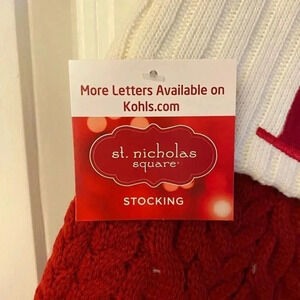 More Letters Available on
Kohls.com
st. nicholas
square®
STOCKING